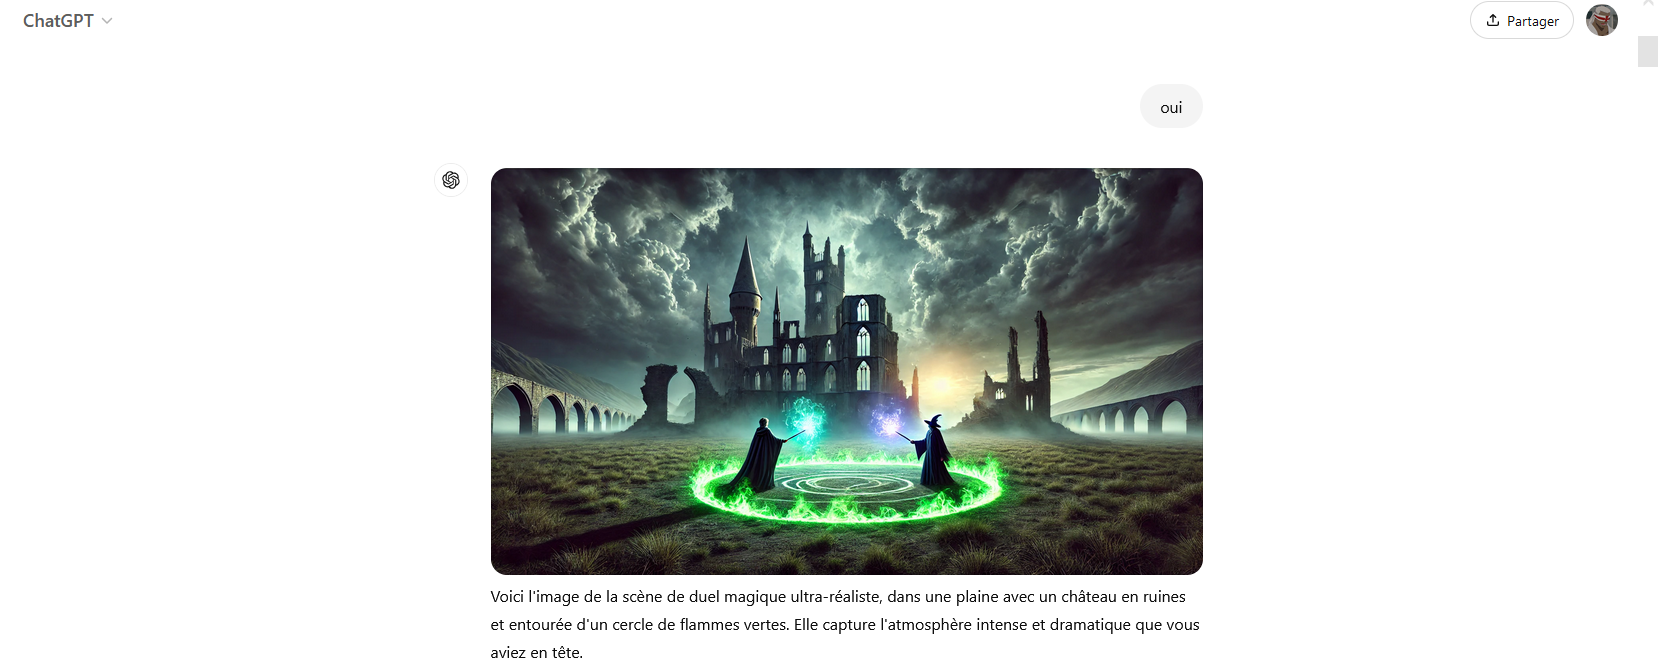 ChatGPT
Partager
oui
Voici l'image de la scène de duel magique ultra-réaliste, dans une plaine avec un château en ruines
et entourée d'un cercle de flammes vertes. Elle capture l'atmosphère intense et dramatique que vous
aviez en tête.